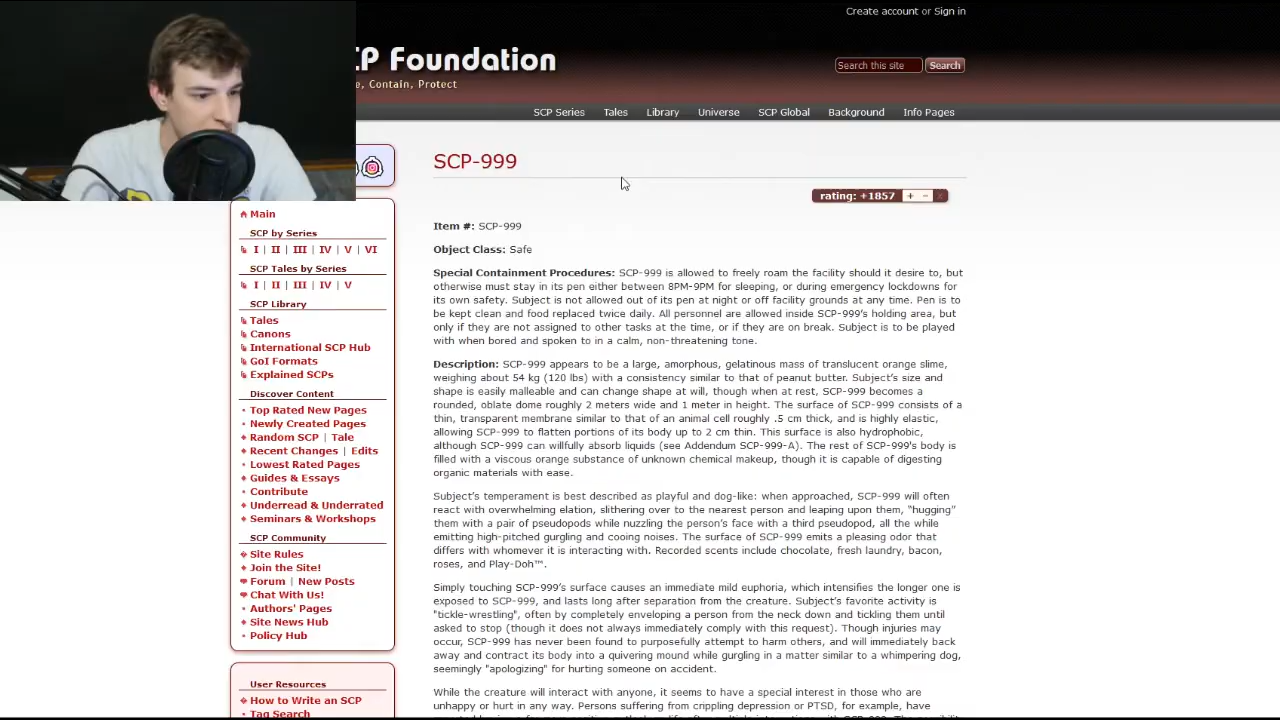 Create account or Sign in
CP Foundation
e, Contain, Protect
Search this site
Search
SCP Series
Tales
Library
Universe
SCP Global
Background
Info Pages
SCP-999
rating: +1857 + − x
Item #: SCP-999
Object Class: Safe
Special Containment Procedures: SCP-999 is allowed to freely roam the facility should it desire to, but
otherwise must stay in its pen either between 8PM-9PM for sleeping, or during emergency lockdowns for
its own safety. Subject is not allowed out of its pen at night or off facility grounds at any time. Pen is to
be kept clean and food replaced twice daily. All personnel are allowed inside SCP-999's holding area, but
only if they are not assigned to other tasks at the time, or if they are on break. Subject is to be played
with when bored and spoken to in a calm, non-threatening tone.
Description: SCP-999 appears to be a large, amorphous, gelatinous mass of translucent orange slime,
weighing about 54 kg (120 lbs) with a consistency similar to that of peanut butter. Subject's size and
shape is easily malleable and can change shape at will, though when at rest, SCP-999 becomes a
rounded, oblate dome roughly 2 meters wide and 1 meter in height. The surface of SCP-999 consists of a
thin, transparent membrane similar to that of an animal cell roughly .5 cm thick, and is highly elastic,
allowing SCP-999 to flatten portions of its body up to 2 cm thin. This surface is also hydrophobic,
although SCP-999 can willfully absorb liquids (see Addendum SCP-999-A). The rest of SCP-999's body is
filled with a viscous orange substance of unknown chemical makeup, though it is capable of digesting
organic materials with ease.
Subject's temperament is best described as playful and dog-like: when approached, SCP-999 will often
react with overwhelming elation, slithering over to the nearest person and leaping upon them, "hugging"
them with a pair of pseudopods while nuzzling the person's face with a third pseudopod, all the while
emitting high-pitched gurgling and cooing noises. The surface of SCP-999 emits a pleasing odor that
differs with whomever it is interacting with. Recorded scents include chocolate, fresh laundry, bacon,
roses, and Play-Doh™.
Simply touching SCP-999's surface causes an immediate mild euphoria, which intensifies the longer one is
exposed to SCP-999, and lasts long after separation from the creature. Subject's favorite activity is
"tickle-wrestling", often by completely enveloping a person from the neck down and tickling them until
asked to stop (though it does not always immediately comply with this request). Though injuries may
occur, SCP-999 has never been found to purposefully attempt to harm others, and will immediately back
away and contract its body into a quivering mound while gurgling in a matter similar to a whimpering dog,
seemingly "apologizing" for hurting someone on accident.
While the creature will interact with anyone, it seems to have a special interest in those who are
unhappy or hurt in any way. Persons suffering from crippling depression or PTSD, for example, have
Main
SCP by Series
I | II | III | IV | V | VI
SCP Tales by Series
I | II | III | IV | V
SCP Library
Tales
Canons
International SCP Hub
GoI Formats
Explained SCPs
Discover Content
Top Rated New Pages
Newly Created Pages
Random SCP | Tale
Recent Changes | Edits
Lowest Rated Pages
Guides & Essays
Contribute
Underread & Underrated
Seminars & Workshops
SCP Community
Site Rules
Join the Site!
Forum | New Posts
Chat With Us!
Authors' Pages
Site News Hub
Policy Hub
User Resources
How to Write an SCP
Tag Search